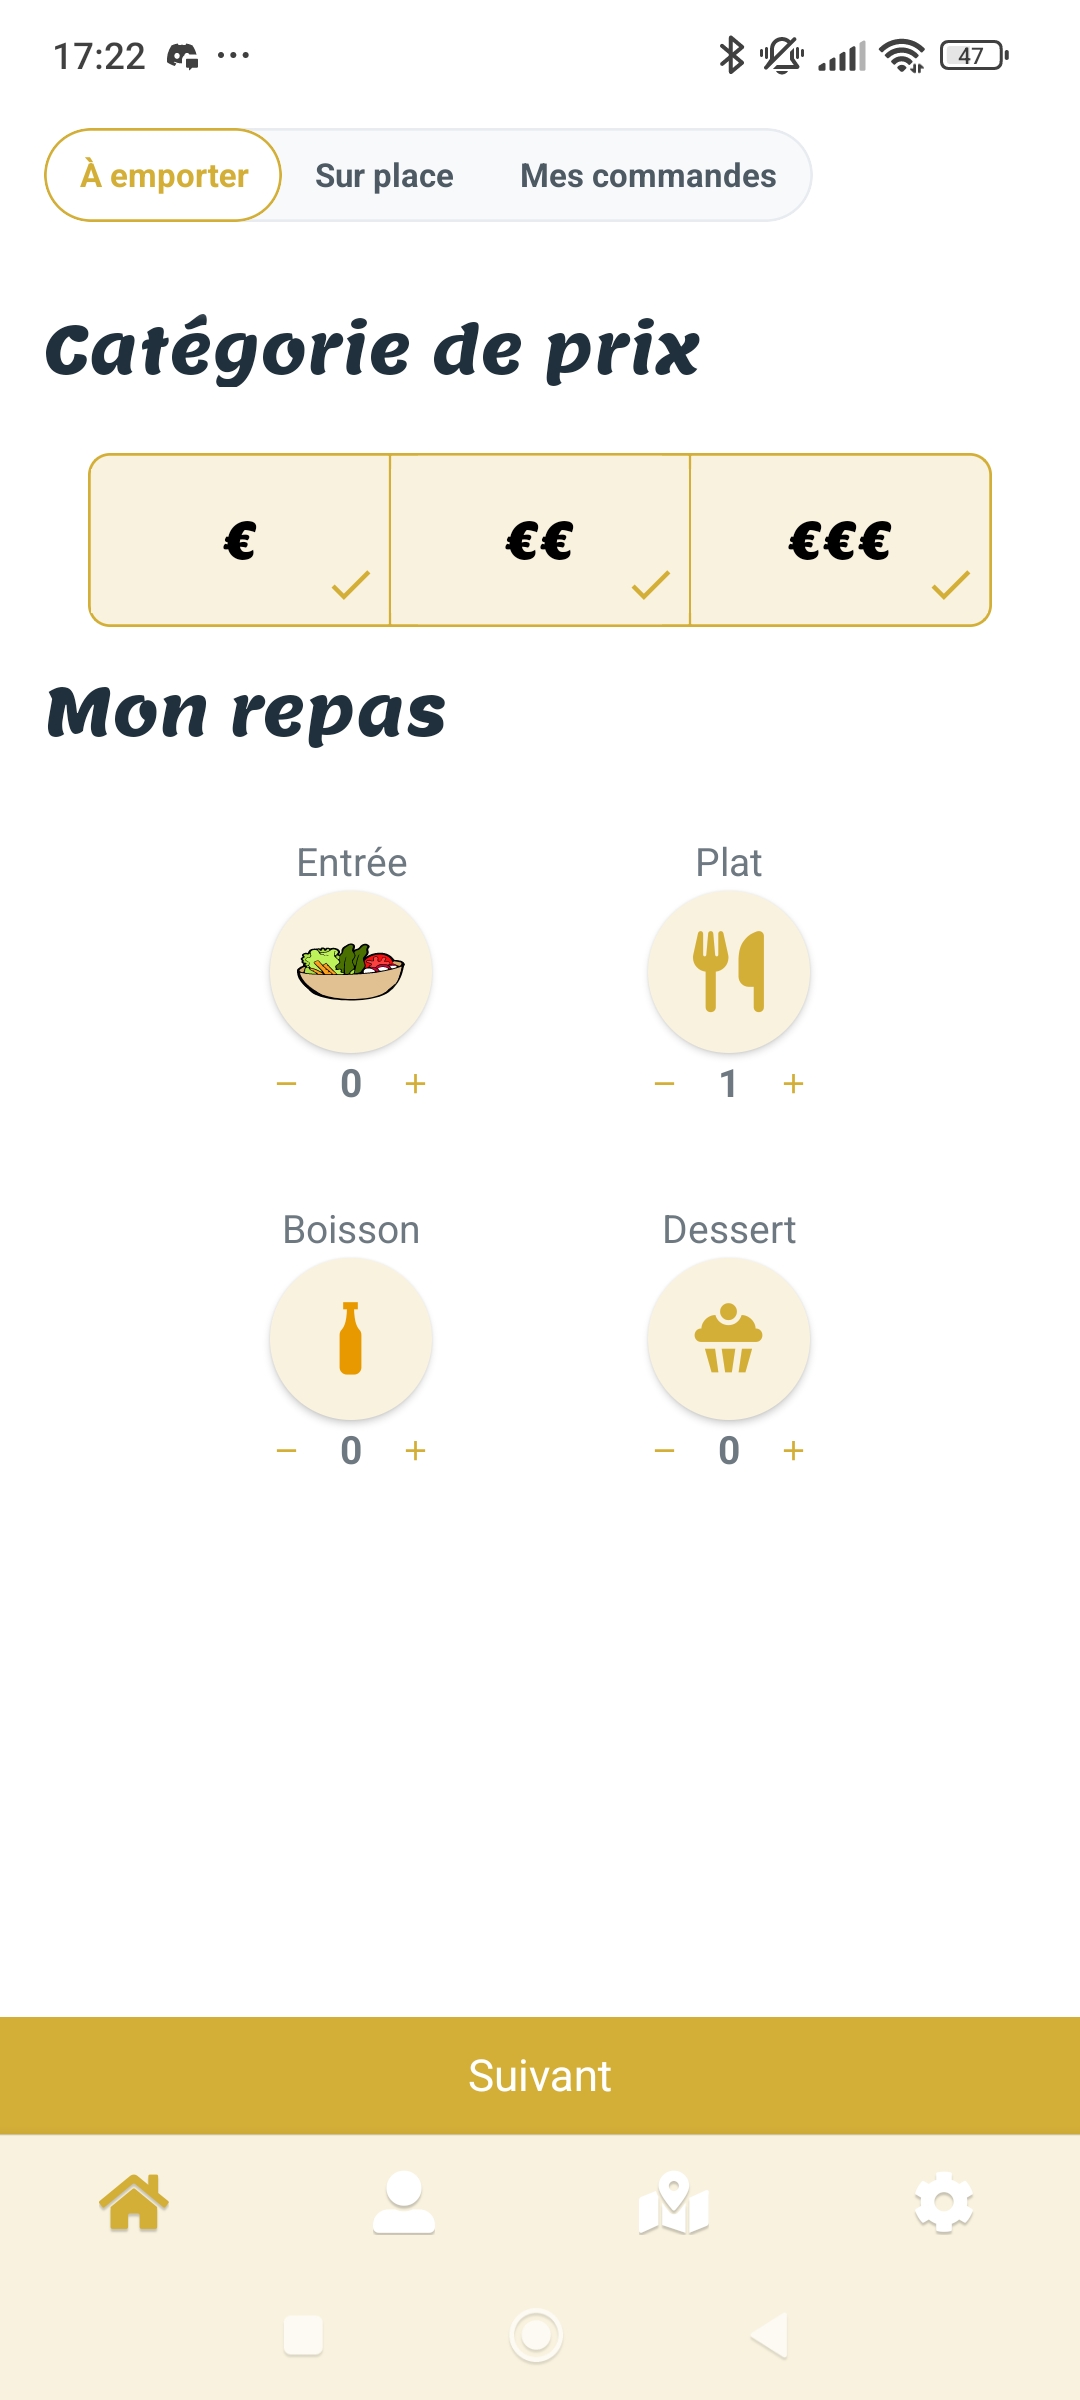 17:22 ... 47
À emporter Sur place Mes commandes
Catégorie de prix
€ €€ €€€
Mon repas
Entrée Plat
− 0 + − 1 +
Boisson Dessert
− 0 + − 0 +
Suivant